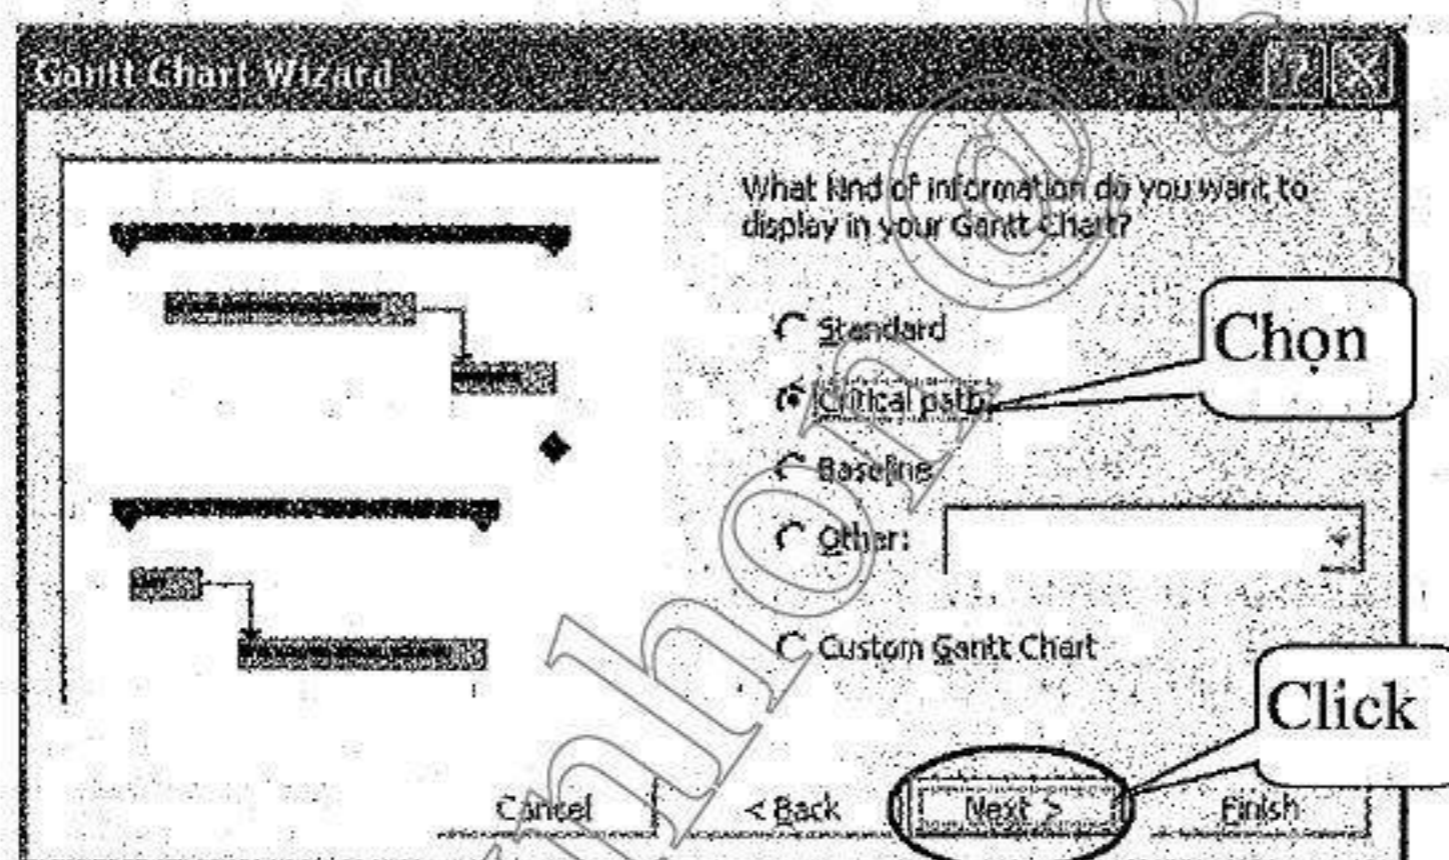 Gantt Chart Wizard
What kind of information do you want to
display in your Gantt Chart?
Standard
Critical path
Baseline
Other:
Custom Gantt Chart
Chọn
Click
Cancel
< Back
Next >
Finish